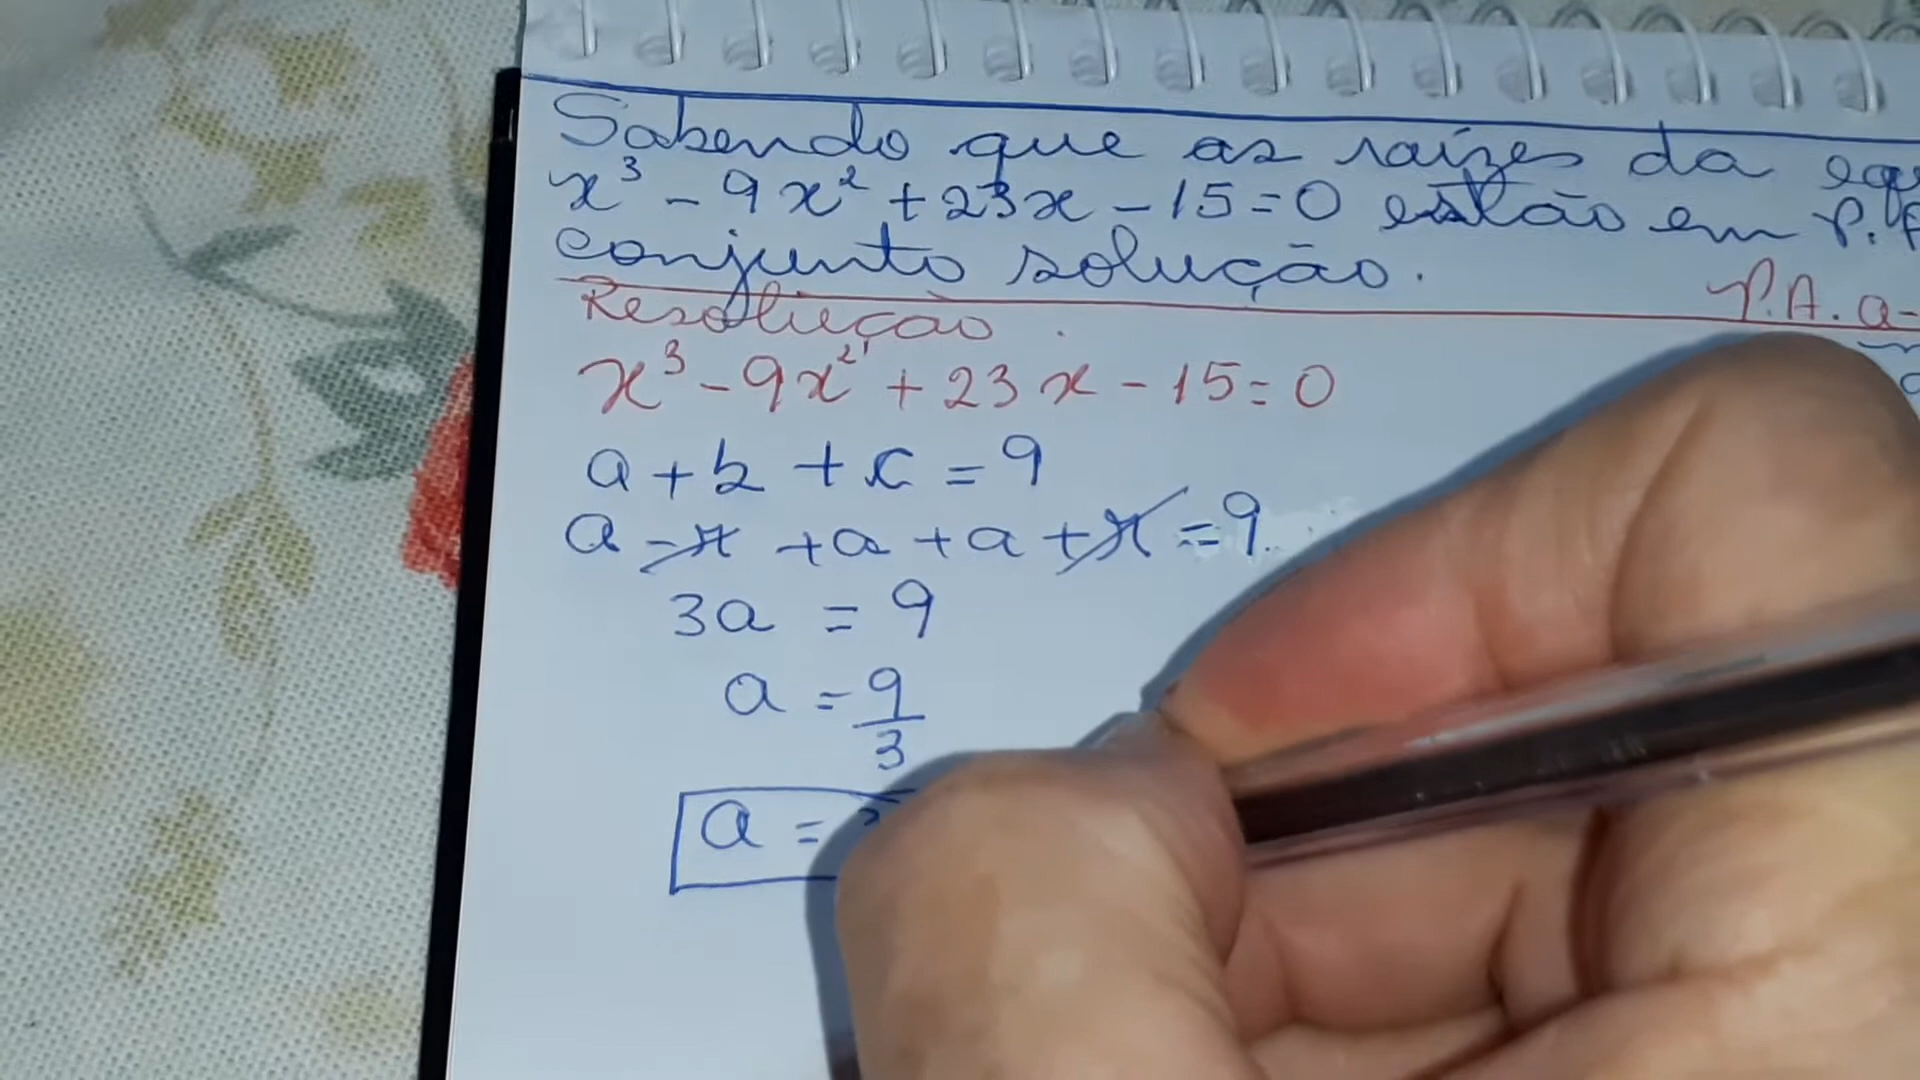 Sabendo que as raízes da
x³ - 9x² + 23x - 15 = 0 estão em P.
conjunto solução.
Resolução
P.A. a-
x³ - 9x² + 23x - 15 = 0
a + b + c = 9
a - r + a + a + r = 9
3a = 9
a = 9/3
a =